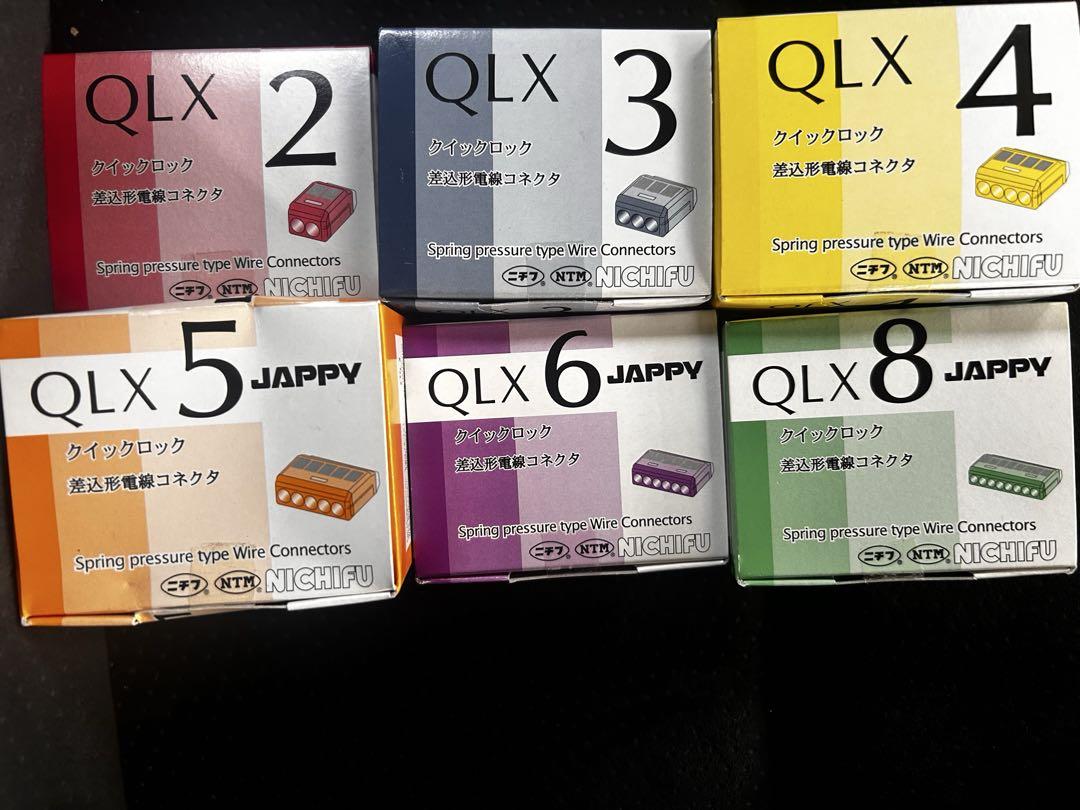 QLX 2
クイックロック
差込形電線コネクタ
Spring pressure type Wire Connectors
ニチフ NTM® NICHIFU
QLX 3
クイックロック
差込形電線コネクタ
Spring pressure type Wire Connectors
ニチフ® NTM® NICHIFU
QLX 4
クイックロック
差込形電線コネクタ
Spring pressure type Wire Connectors
ニチフ® NTM® NICHIFU
QLX 5 JAPPY
クイックロック
差込形電線コネクタ
Spring pressure type Wire Connectors
ニチフ® NTM® NICHIFU
QLX 6 JAPPY
クイックロック
差込形電線コネクタ
Spring pressure type Wire Connectors
ニチフ® NTM® NICHIFU
QLX 8 JAPPY
クイックロック
差込形電線コネクタ
Spring pressure type Wire Connectors
ニチフ® NTM® NICHIFU